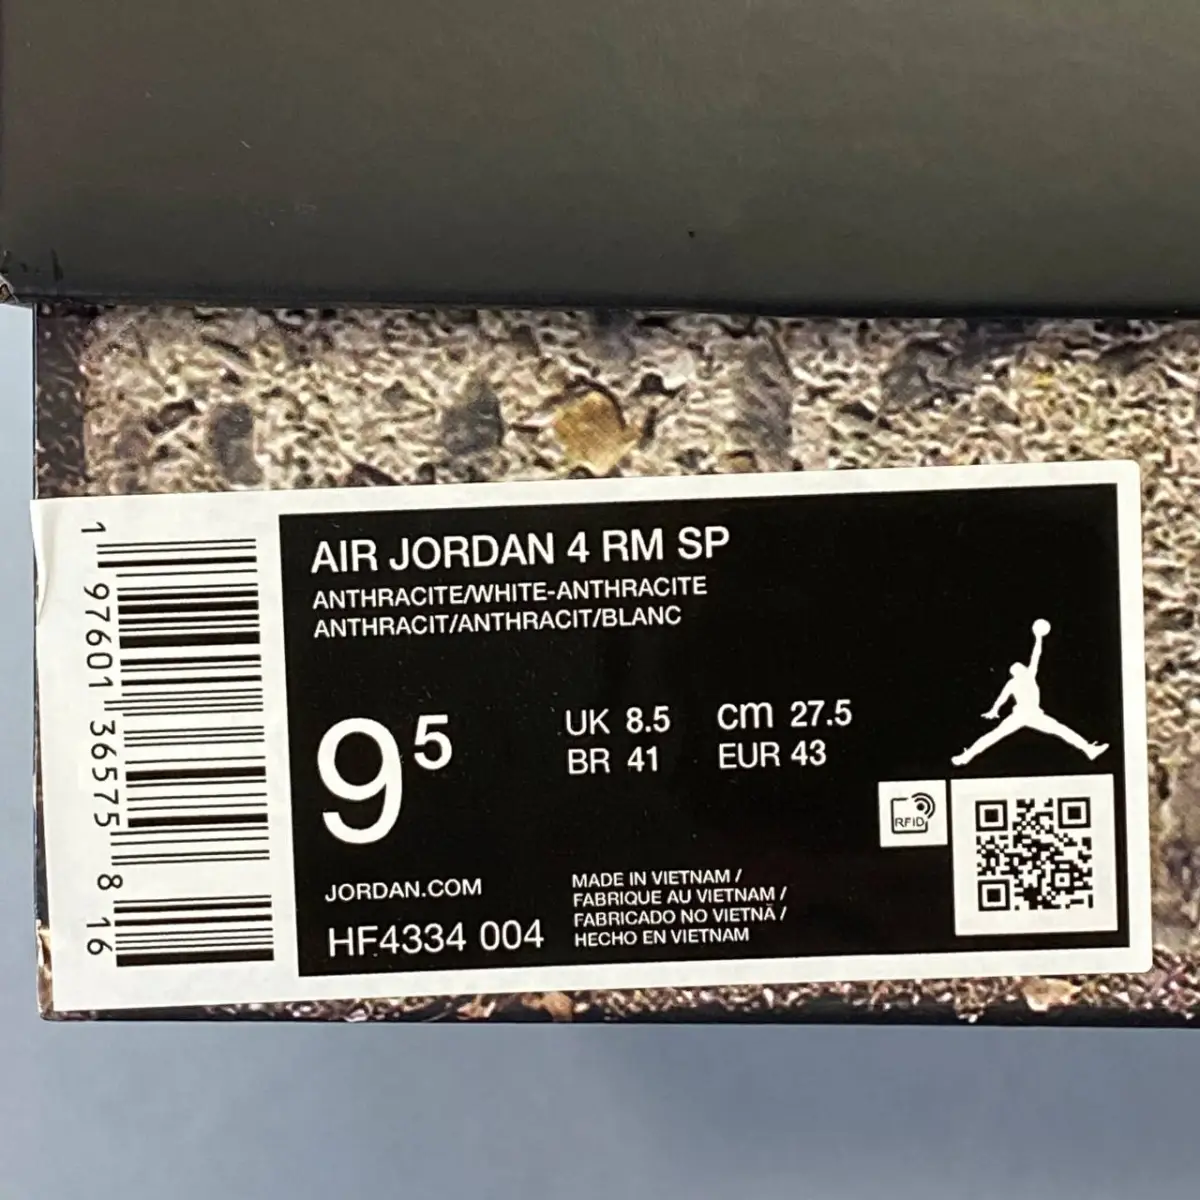 AIR JORDAN 4 RM SP
ANTHRACITE/WHITE-ANTHRACITE
ANTHRACIT/ANTHRACIT/BLANC
9⁵
UK 8.5 cm 27.5
BR 41 EUR 43
RFID
JORDAN.COM
HF4334 004
MADE IN VIETNAM /
FABRIQUE AU VIETNAM /
FABRICADO NO VIETNÃ /
HECHO EN VIETNAM
1 97601 36575 8 16